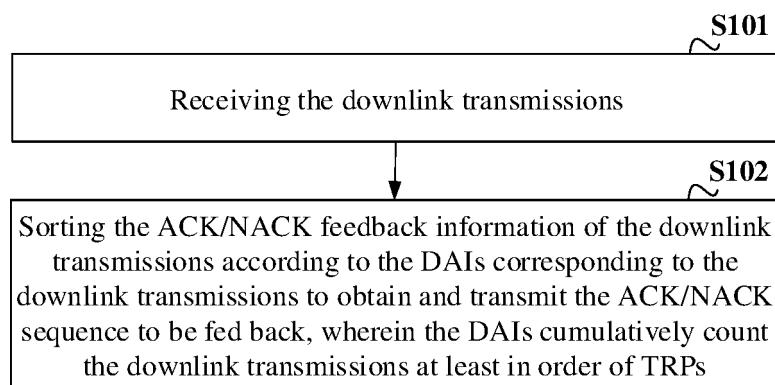 S101
Receiving the downlink transmissions
S102
Sorting the ACK/NACK feedback information of the downlink
transmissions according to the DAIs corresponding to the
downlink transmissions to obtain and transmit the ACK/NACK
sequence to be fed back, wherein the DAIs cumulatively count
the downlink transmissions at least in order of TRPs